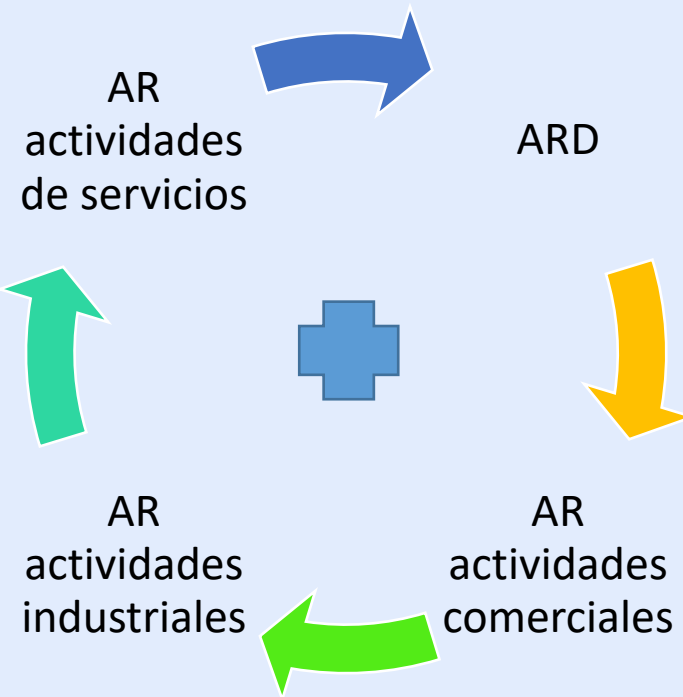 AR
actividades
de servicios
ARD
AR
actividades
industriales
AR
actividades
comerciales